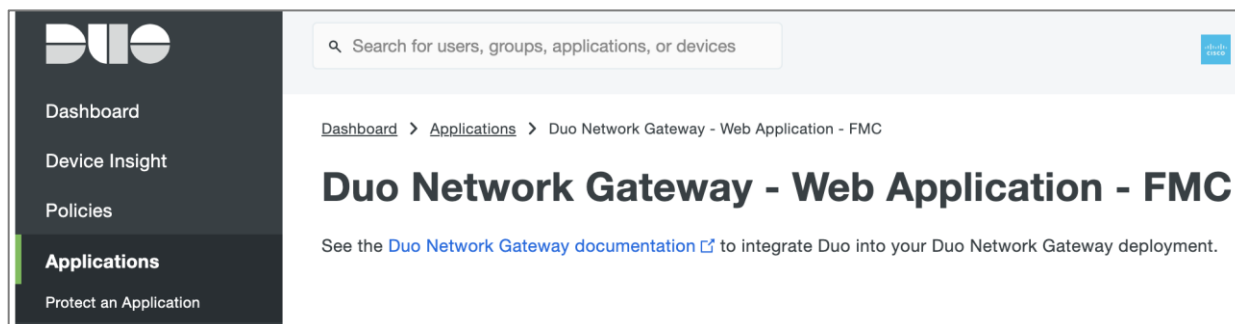 DUO
Search for users, groups, applications, or devices
cisco
Dashboard
Device Insight
Policies
Applications
Protect an Application
Dashboard > Applications > Duo Network Gateway - Web Application - FMC
Duo Network Gateway - Web Application - FMC
See the Duo Network Gateway documentation to integrate Duo into your Duo Network Gateway deployment.